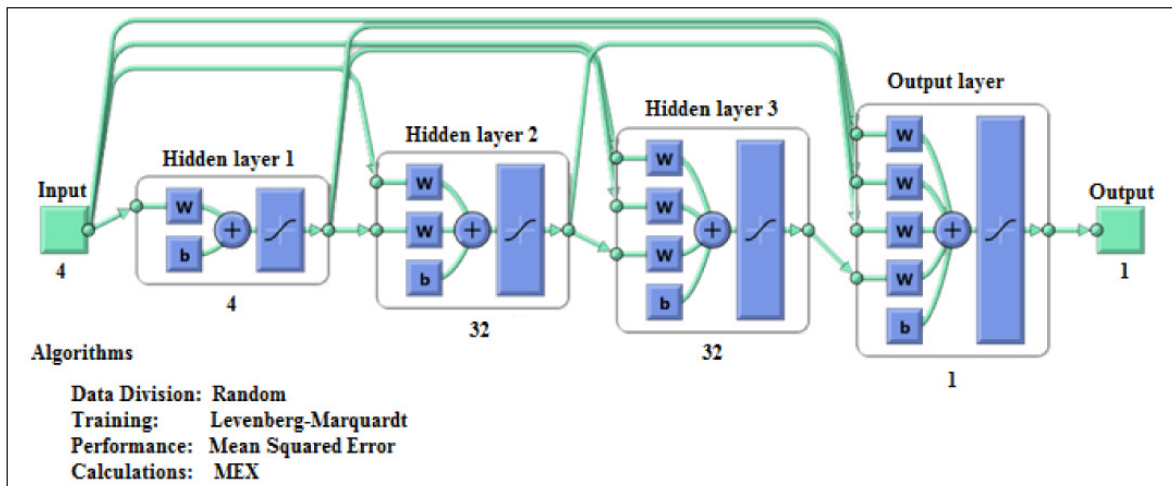 Output layer
Hidden layer 3
Hidden layer 2
Hidden layer 1
Input
Output
W
b
W
W
b
W
W
W
b
W
W
W
W
b
4
4
32
32
1
1
Algorithms
Data Division: Random
Training: Levenberg-Marquardt
Performance: Mean Squared Error
Calculations: MEX